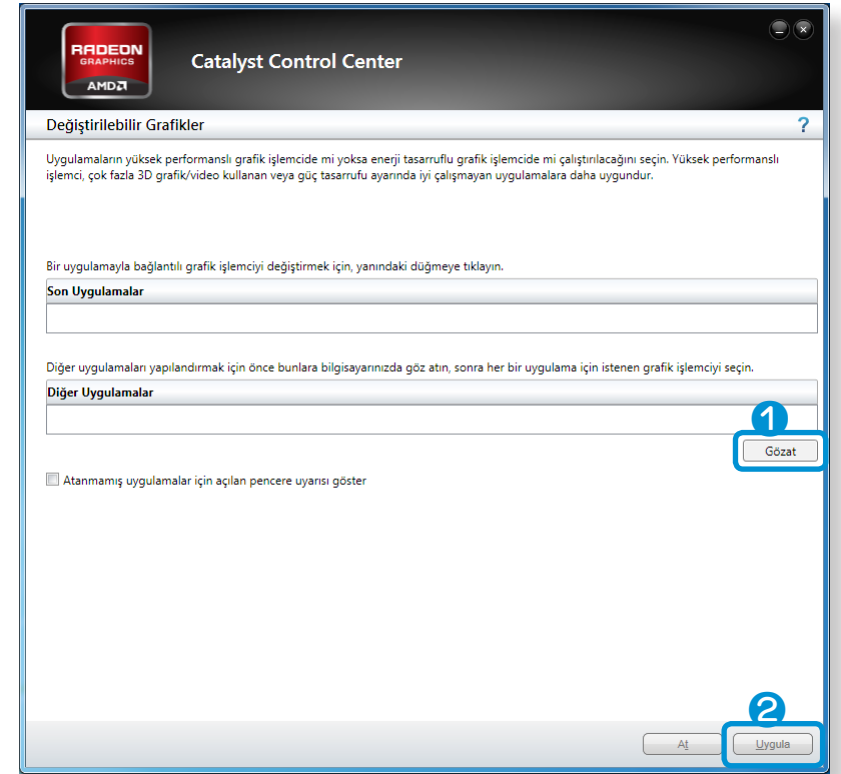 RADEON
GRAPHICS
AMD
Catalyst Control Center
Değiştirilebilir Grafikler
?
Uygulamaların yüksek performanslı grafik işlemcide mi yoksa enerji tasarruflu grafik işlemcide mi çalıştırılacağını seçin. Yüksek performanslı
işlemci, çok fazla 3D grafik/video kullanan veya güç tasarrufu ayarında iyi çalışmayan uygulamalara daha uygundur.
Bir uygulamayla bağlantılı grafik işlemciyi değiştirmek için, yanındaki düğmeye tıklayın.
Son Uygulamalar
Diğer uygulamaları yapılandırmak için önce bunlara bilgisayarınızda göz atın, sonra her bir uygulama için istenen grafik işlemciyi seçin.
Diğer Uygulamalar
1
Gözat
Atanmamış uygulamalar için açılan pencere uyarısı göster
2
At
Uygula